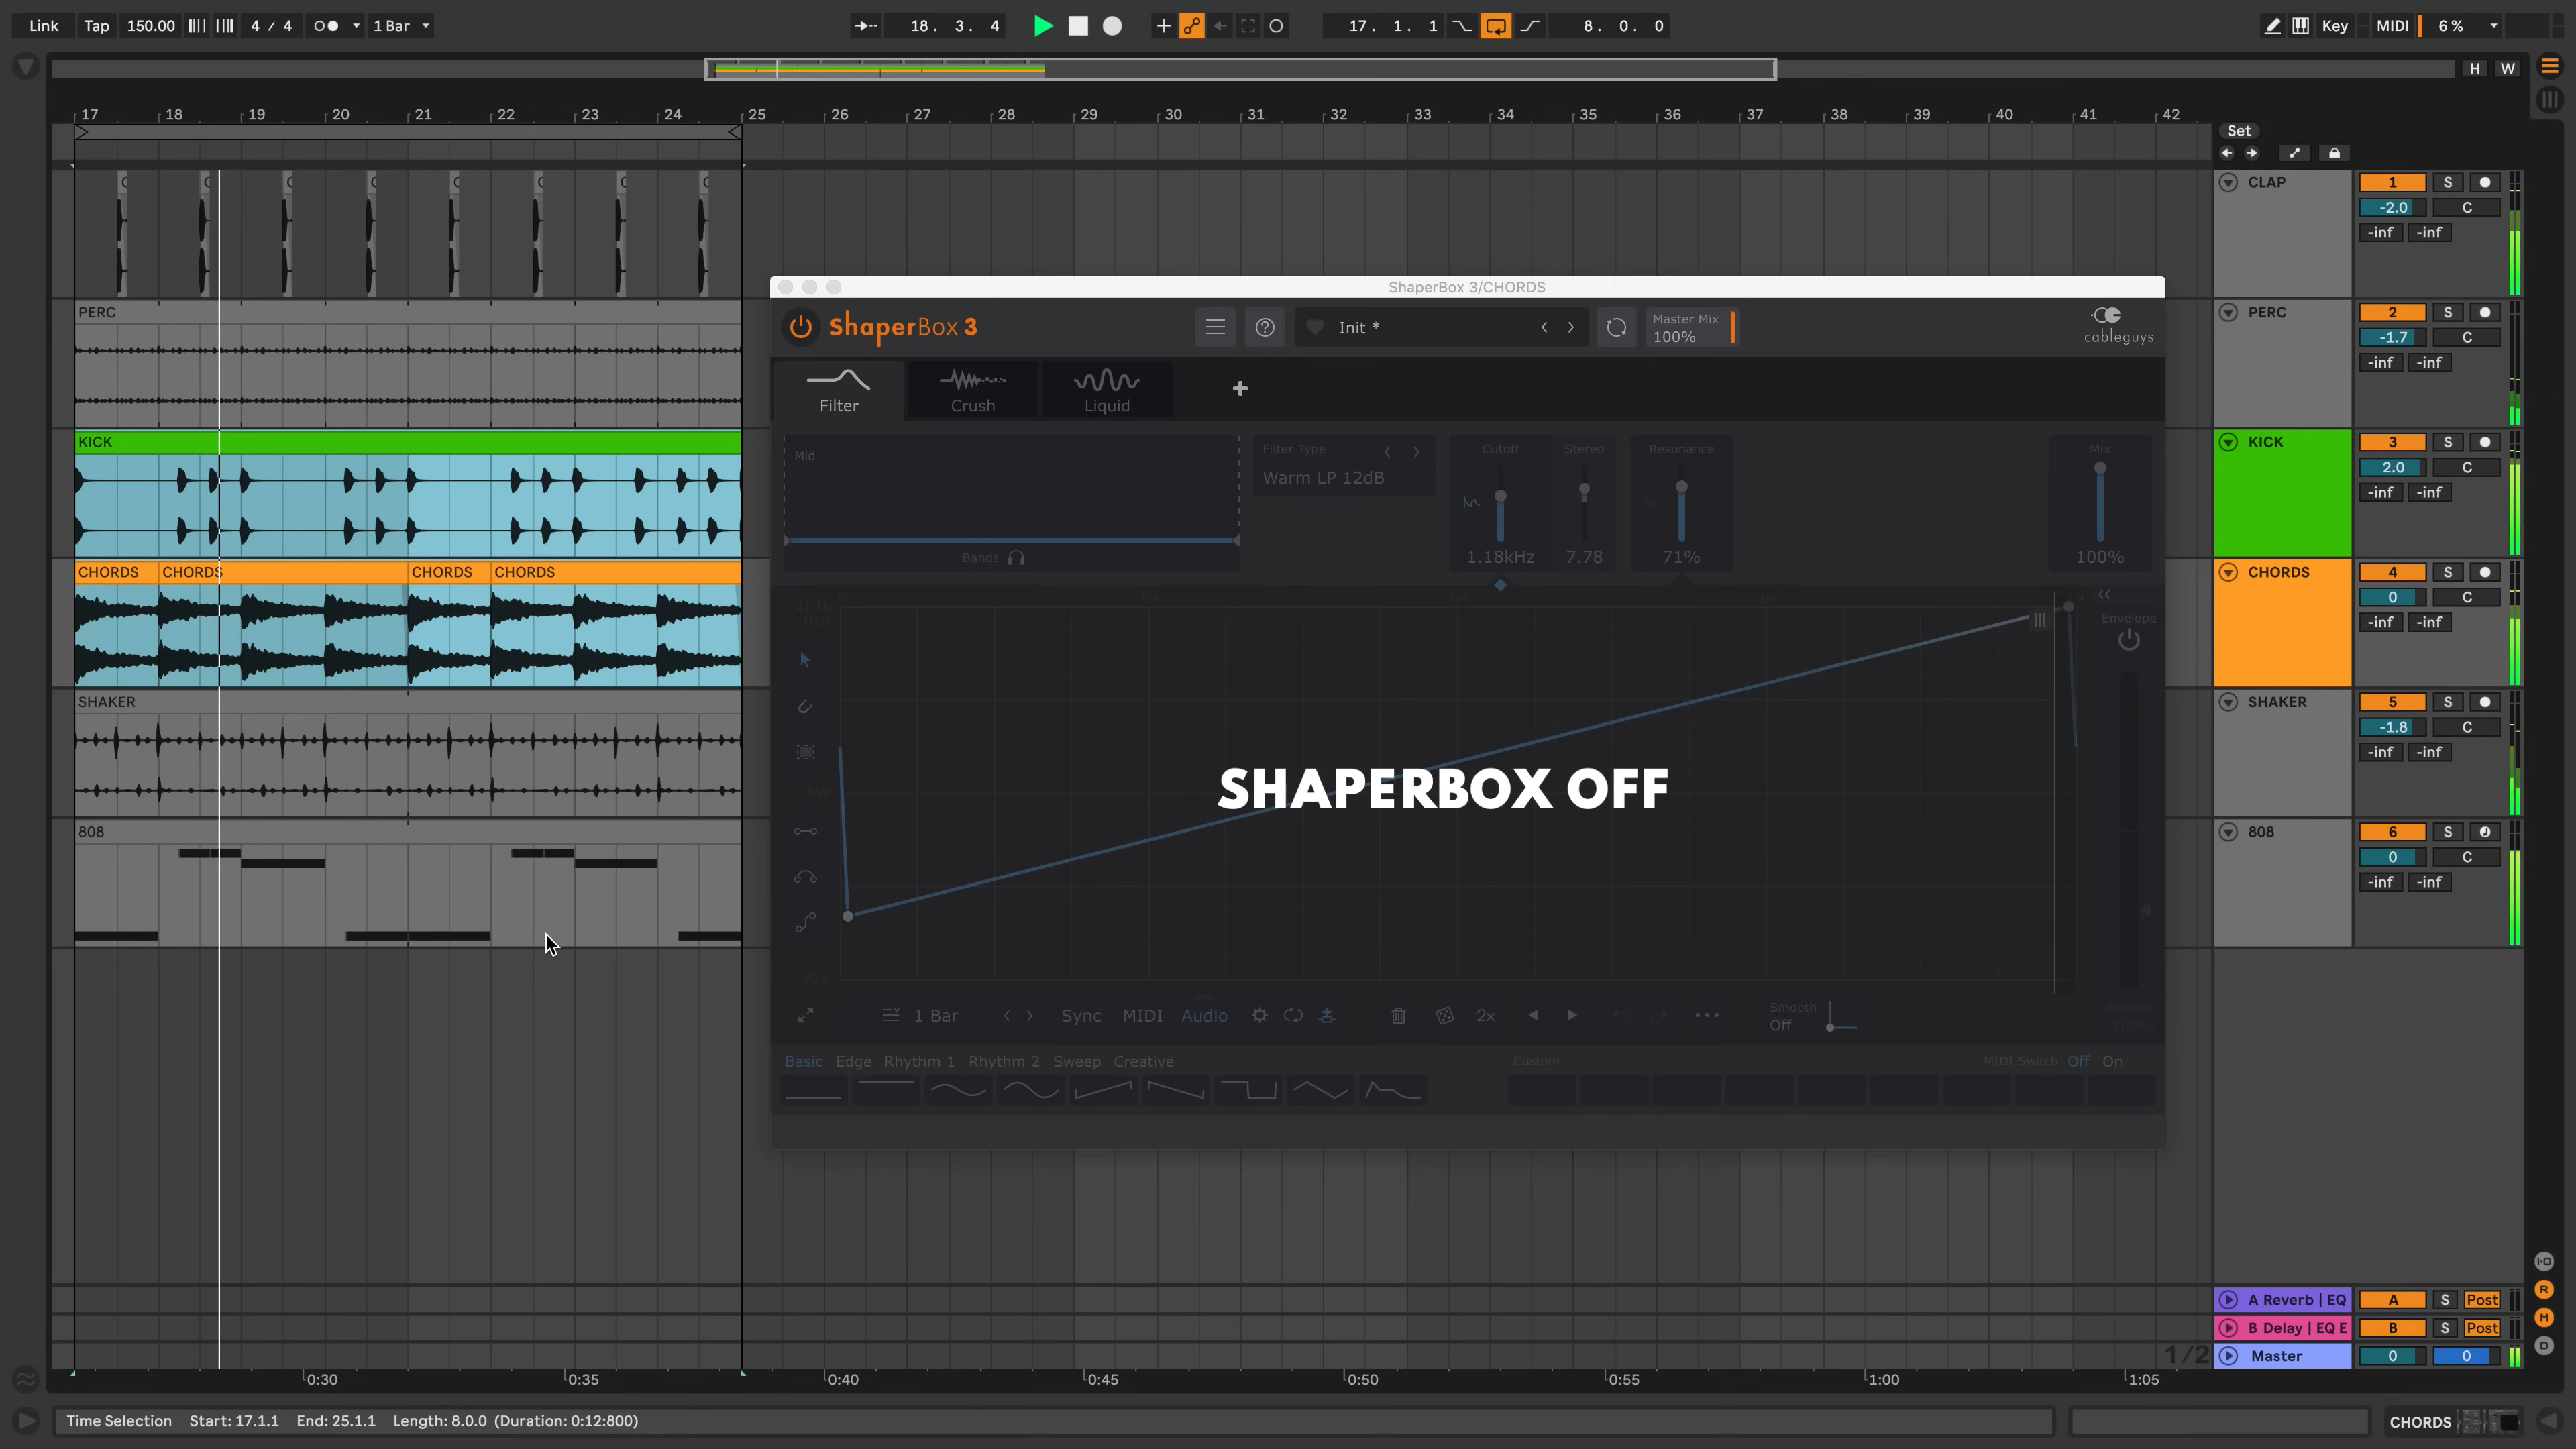 Link Tap 150.00 4 / 4 1 Bar 18. 3. 4 17. 1. 1 8. 0. 0 Key MIDI 6 %
H W
17 18 19 20 21 22 23 24 25 26 27 28 29 30 31 32 33 34 35 36 37 38 39 40 41 42
Set
C C C C C C C C
CLAP 1 S
-2.0 C
-inf -inf
PERC
PERC 2 S
-1.7 C
-inf -inf
KICK
KICK 3 S
2.0 C
-inf -inf
CHORDS CHORDS CHORDS CHORDS
CHORDS 4 S
0 C
-inf -inf
SHAKER
SHAKER 5 S
-1.8 C
-inf -inf
808
808 6 S
0 C
-inf -inf
ShaperBox 3/CHORDS
ShaperBox 3 Init * Master Mix
100%
cableguys
Filter Crush Liquid
Mid
Filter Type
Warm LP 12dB
Cutoff Stereo Resonance Mix
1.18kHz 7.78 71% 100%
Bands
Envelope
SHAPERBOX OFF
1 Bar Sync MIDI Audio 2x Smooth
Off
Basic Edge Rhythm 1 Rhythm 2 Sweep Creative Custom MIDI Switch Off On
A Reverb | EQ A S Post
B Delay | EQ E B S Post
1/2 Master 0 0
I·O
R
M
D
0:30 0:35 0:40 0:45 0:50 0:55 1:00 1:05
Time Selection Start: 17.1.1 End: 25.1.1 Length: 8.0.0 (Duration: 0:12:800)
CHORDS